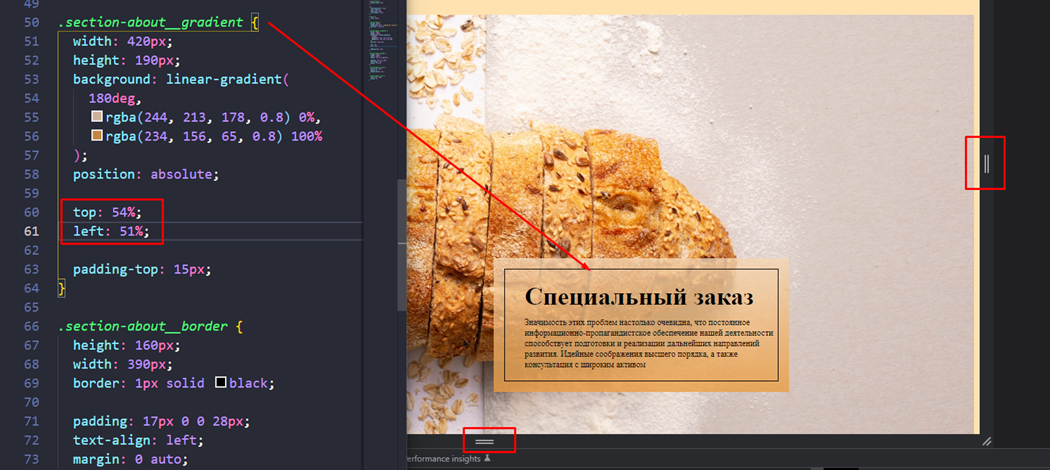 49
50 .section-about__gradient {
51 width: 420px;
52 height: 190px;
53 background: linear-gradient(
54 180deg,
55 rgba(244, 213, 178, 0.8) 0%,
56 rgba(234, 156, 65, 0.8) 100%
57 );
58 position: absolute;
59
60 top: 54%;
61 left: 51%;
62
63 padding-top: 15px;
64 }
65
66 .section-about__border {
67 height: 160px;
68 width: 390px;
69 border: 1px solid black;
70
71 padding: 17px 0 0 28px;
72 text-align: left;
73 margin: 0 auto;
Специальный заказ
Значимость этих проблем настолько очевидна, что постоянное
информационно-пропагандистское обеспечение нашей деятельности
способствует подготовки и реализации дальнейших направлений
развития. Идейные соображения высшего порядка, а также
консультация с широким активом
erformance insights